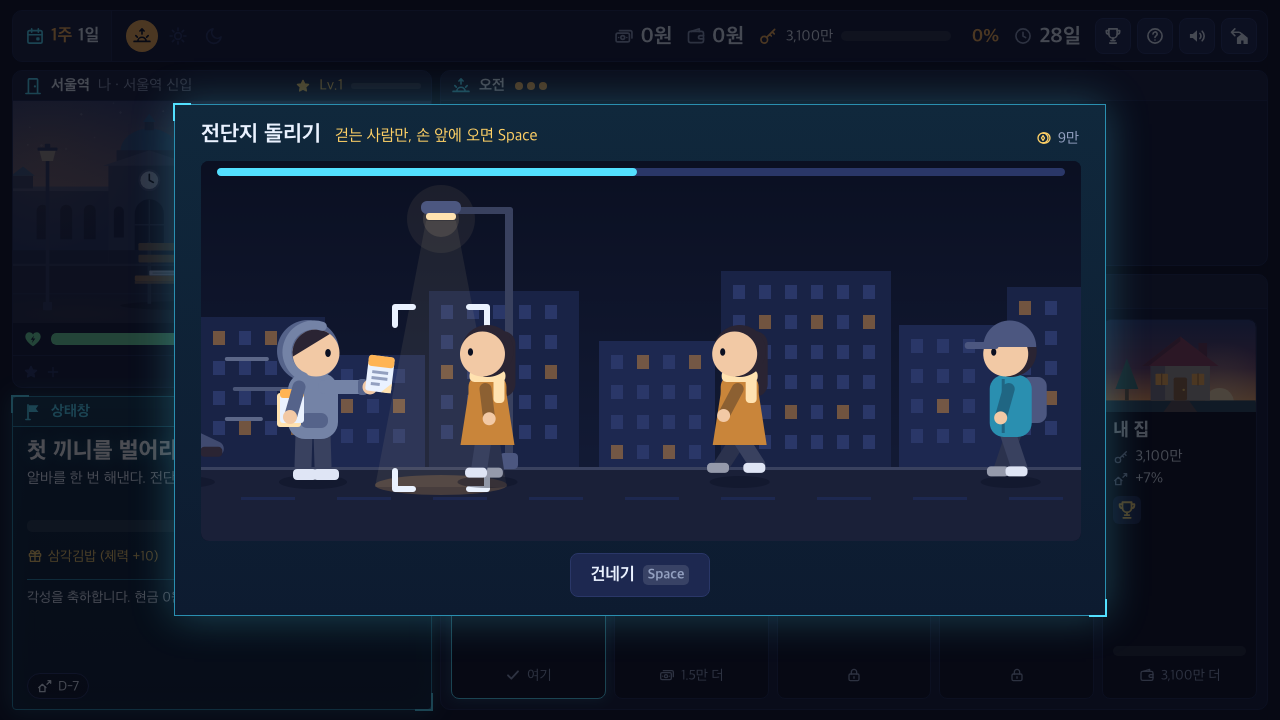 1주 1일
0원
0원
3,100만
0%
28일
서울역 나 · 서울역 신입
Lv.1
오전
전단지 돌리기
걷는 사람만, 손 앞에 오면 Space
9만
상태창
첫 끼니를 벌어라
알바를 한 번 해낸다. 전단
삼각김밥 (체력 +10)
각성을 축하합니다. 현금 0원
D-7
내 집
3,100만
+7%
건네기 Space
여기
1.5만 더
3,100만 더